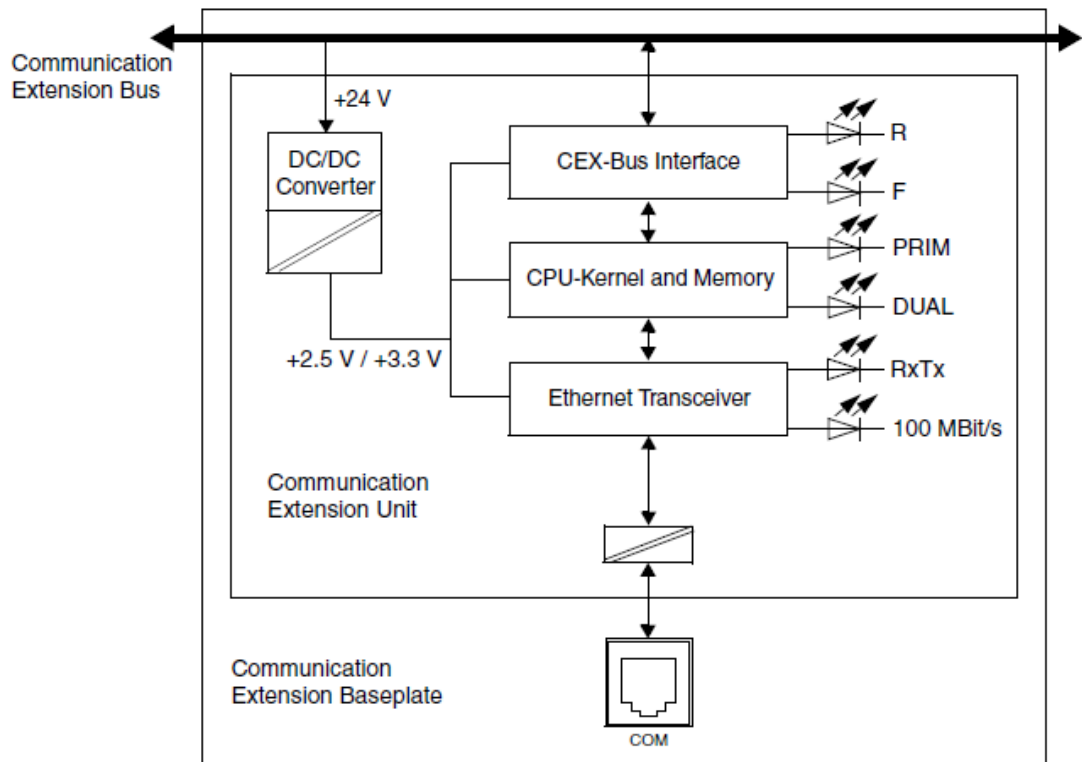 Communication
Extension Bus
+24 V
DC/DC
Converter
CEX-Bus Interface
R
F
CPU-Kernel and Memory
PRIM
DUAL
+2.5 V / +3.3 V
Ethernet Transceiver
RxTx
100 MBit/s
Communication
Extension Unit
Communication
Extension Baseplate
COM